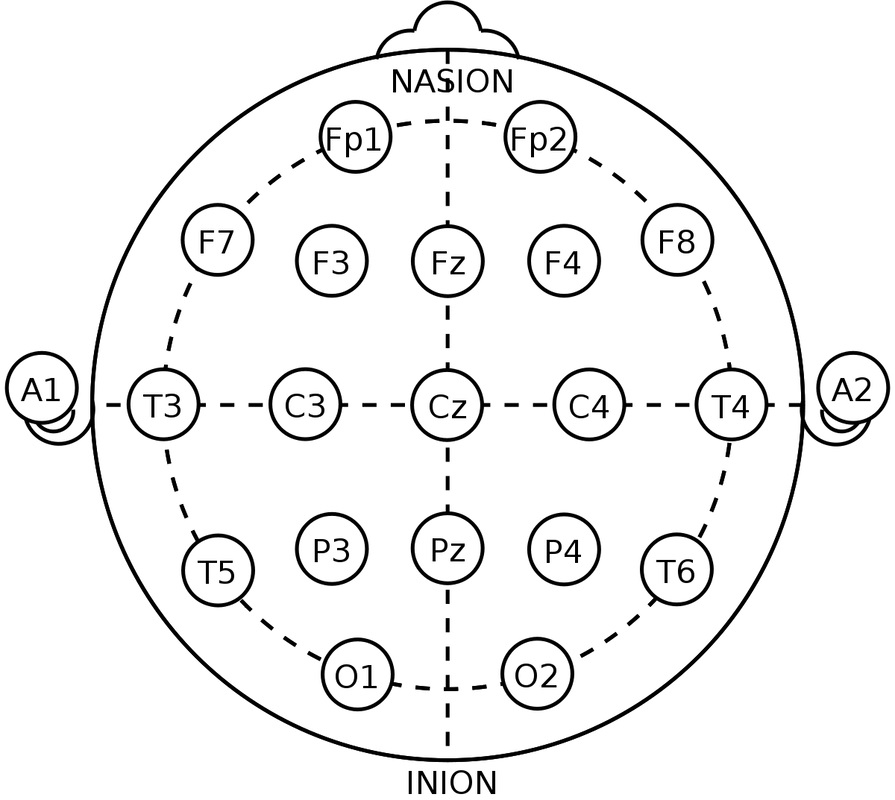 NASION
Fp1 Fp2
F7 F3 Fz F4 F8
A1 T3 C3 Cz C4 T4 A2
T5 P3 Pz P4 T6
O1 O2
INION